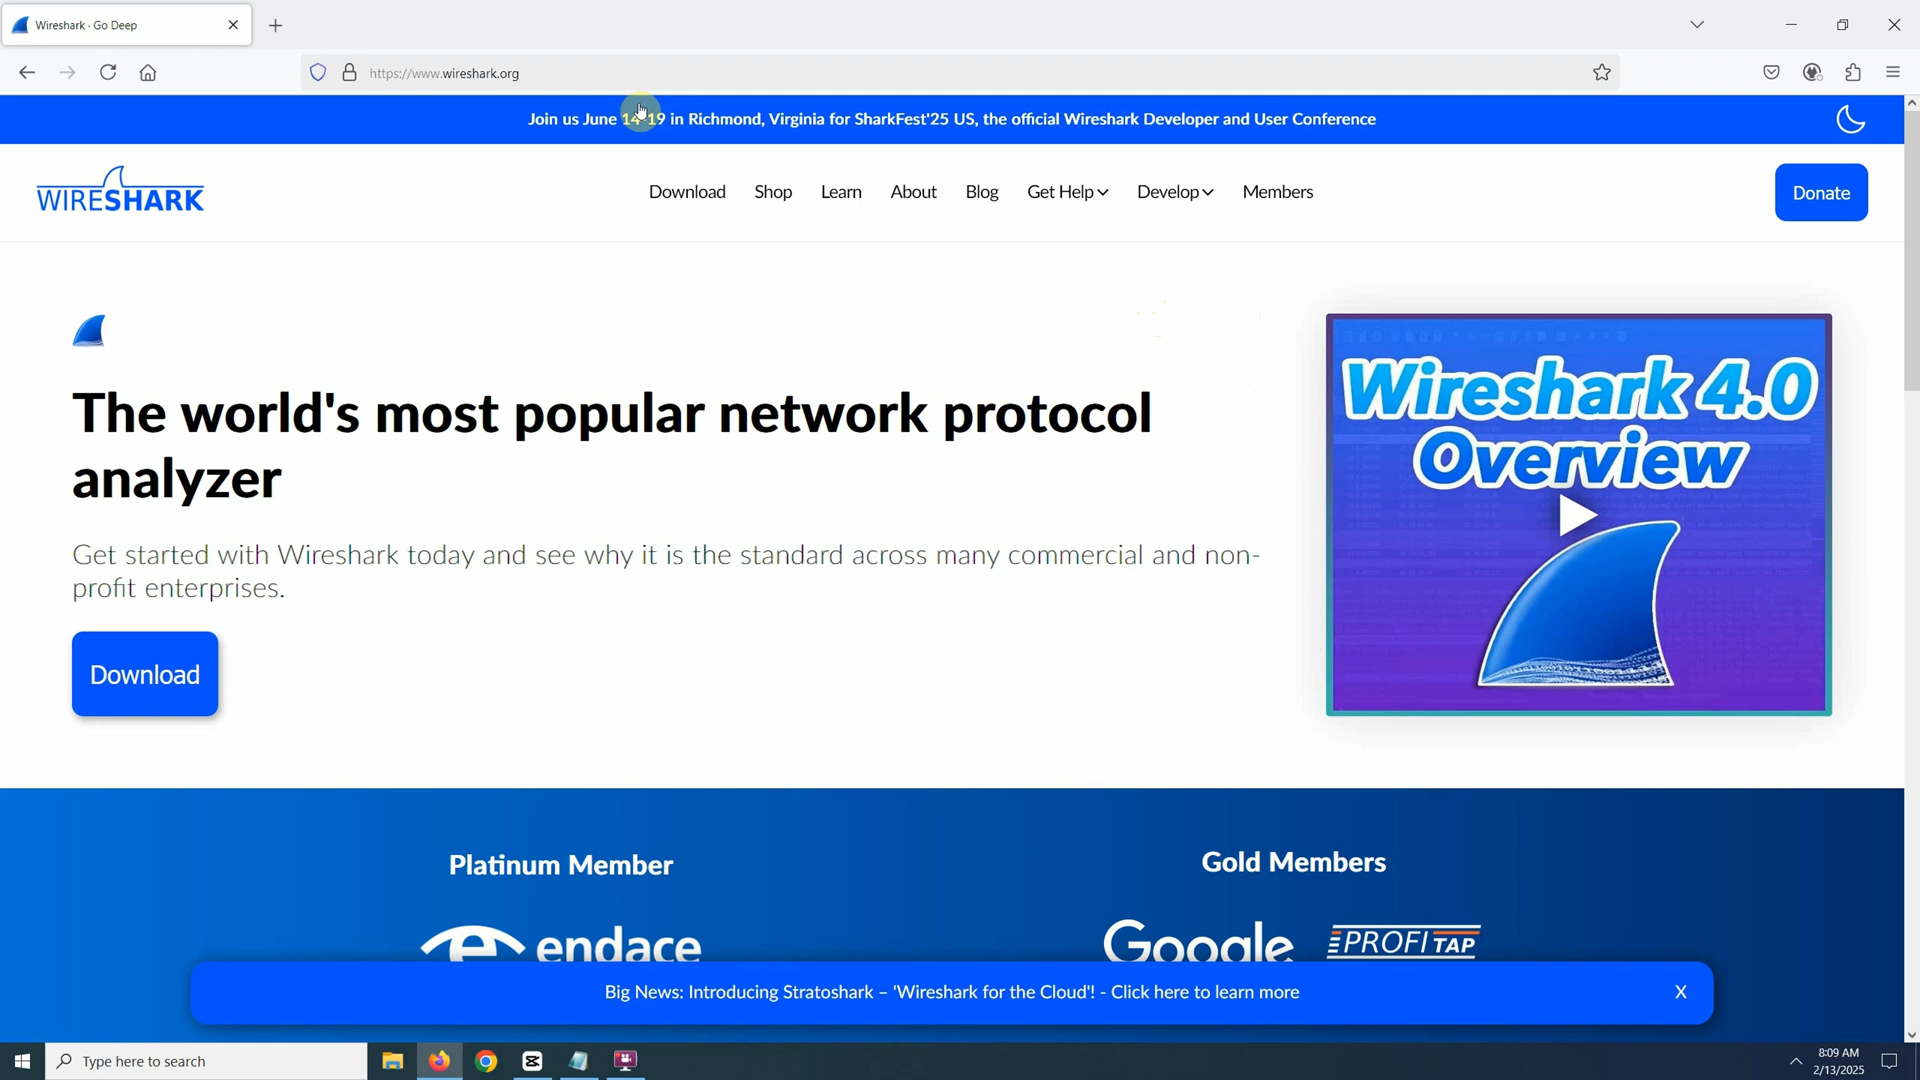 Wireshark · Go Deep
https://www.wireshark.org
Join us June 14-19 in Richmond, Virginia for SharkFest'25 US, the official Wireshark Developer and User Conference
WIRESHARK
Download
Shop
Learn
About
Blog
Get Help
Develop
Members
Donate
The world's most popular network protocol
analyzer
Get started with Wireshark today and see why it is the standard across many commercial and non-
profit enterprises.
Download
Wireshark 4.0
Overview
Platinum Member
Gold Members
endace
Google
PROFITAP
Big News: Introducing Stratoshark – 'Wireshark for the Cloud'! - Click here to learn more
X
Type here to search
8:09 AM
2/13/2025